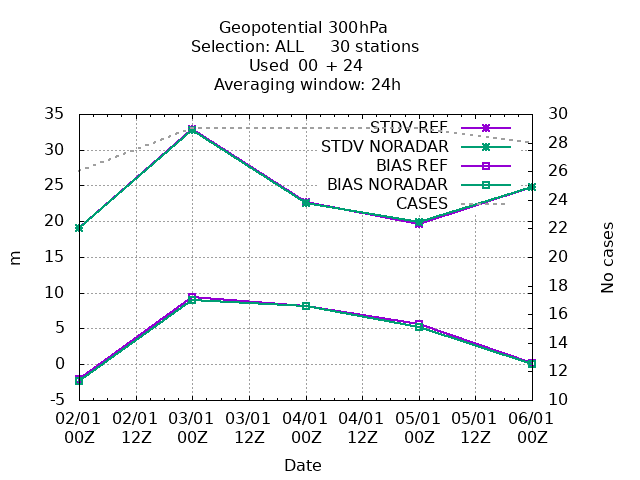 Geopotential 300hPa
Selection: ALL 30 stations
Used 00 + 24
Averaging window: 24h
35
30
25
20
15
10
5
0
-5
m
30
28
26
24
22
20
18
16
14
12
10
No cases
STDV REF
STDV NORADAR
BIAS REF
BIAS NORADAR
CASES
02/01 02/01 03/01 03/01 04/01 04/01 05/01 05/01 06/01
00Z 12Z 00Z 12Z 00Z 12Z 00Z 12Z 00Z
Date